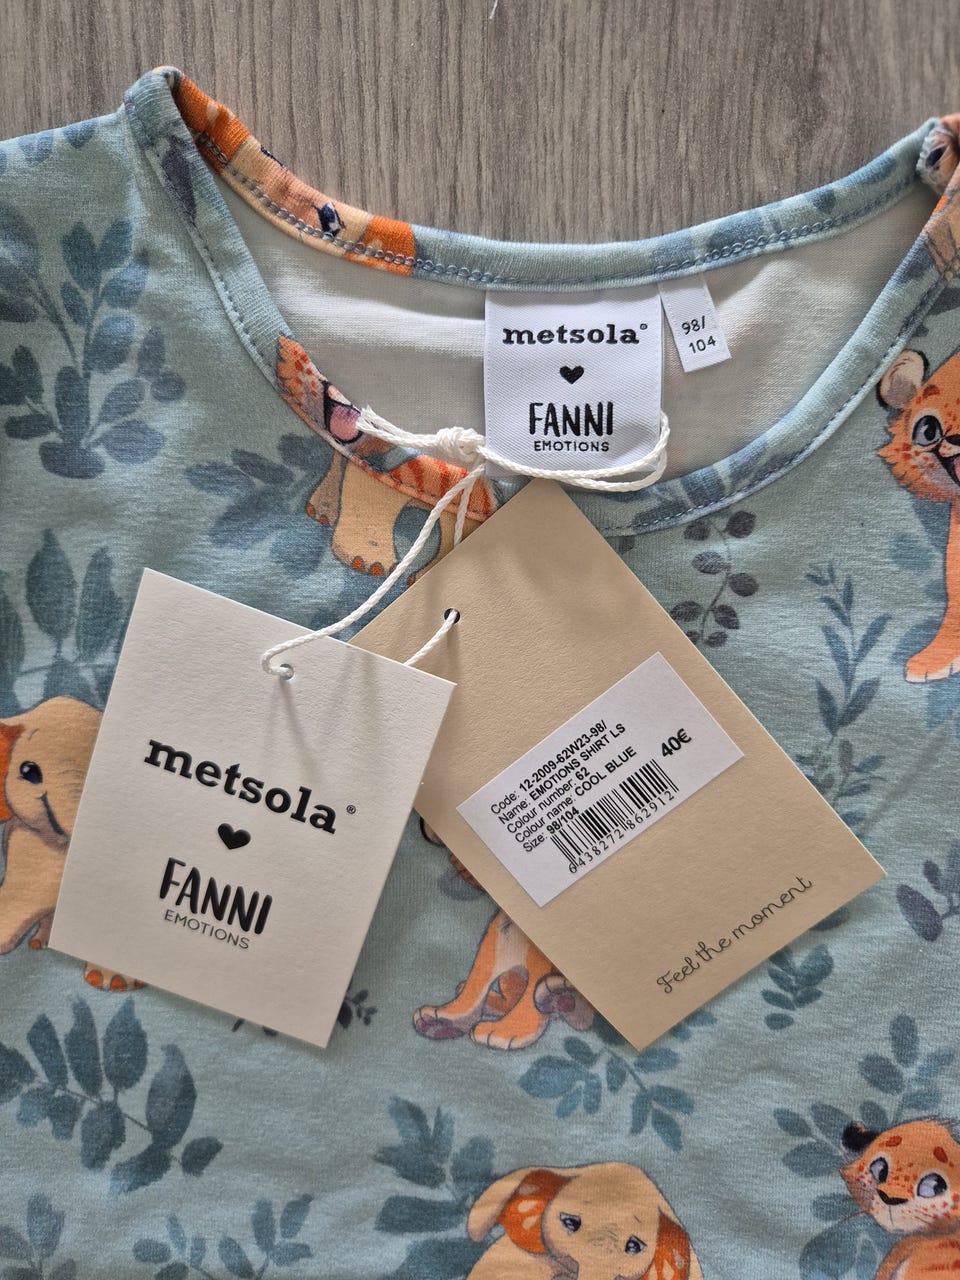 metsola®
FANNI
EMOTIONS
98/
104
metsola®
FANNI
EMOTIONS
Code: 12-2009-62W23-98/
Name: EMOTIONS SHIRT LS
Colour number: 62
Colour name: COOL BLUE
Size: 98/104
40€
6438272862912
Feel the moment